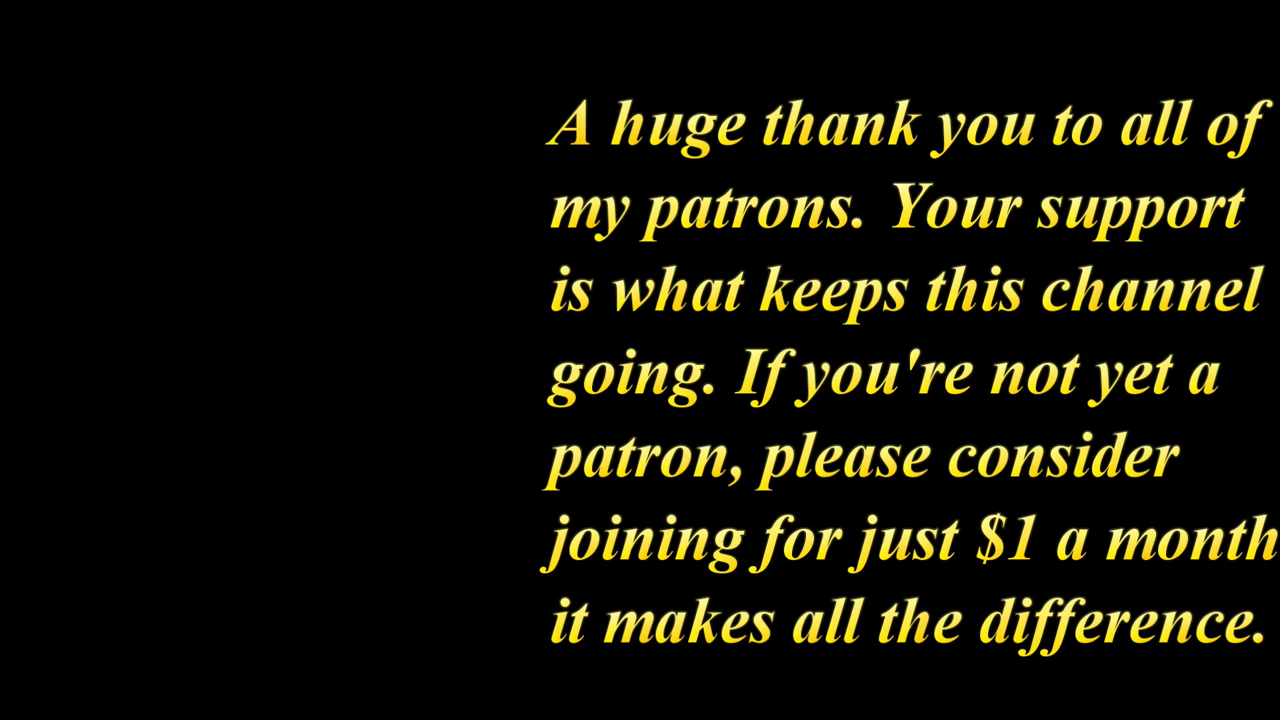 A huge thank you to all of
my patrons. Your support
is what keeps this channel
going. If you're not yet a
patron, please consider
joining for just $1 a month
it makes all the difference.